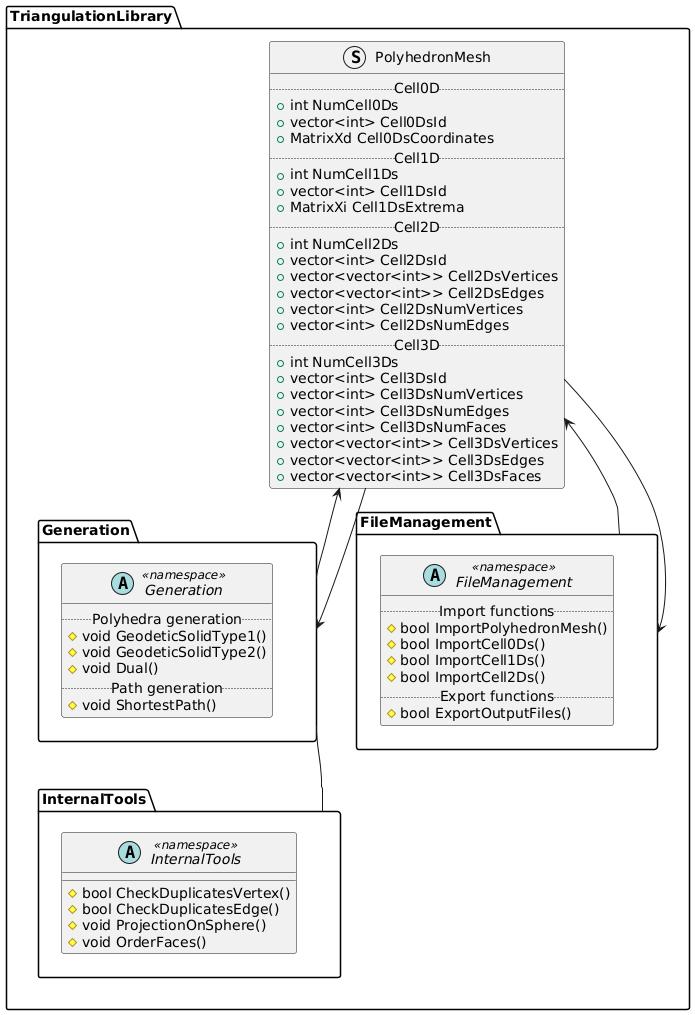 TriangulationLibrary
S PolyhedronMesh
Cell0D
int NumCell0Ds
vector<int> Cell0DsId
MatrixXd Cell0DsCoordinates
Cell1D
int NumCell1Ds
vector<int> Cell1DsId
MatrixXi Cell1DsExtrema
Cell2D
int NumCell2Ds
vector<int> Cell2DsId
vector<vector<int>> Cell2DsVertices
vector<vector<int>> Cell2DsEdges
vector<int> Cell2DsNumVertices
vector<int> Cell2DsNumEdges
Cell3D
int NumCell3Ds
vector<int> Cell3DsId
vector<int> Cell3DsNumVertices
vector<int> Cell3DsNumEdges
vector<int> Cell3DsNumFaces
vector<vector<int>> Cell3DsVertices
vector<vector<int>> Cell3DsEdges
vector<vector<int>> Cell3DsFaces
Generation
A «namespace»
Generation
Polyhedra generation
void GeodeticSolidType1()
void GeodeticSolidType2()
void Dual()
Path generation
void ShortestPath()
FileManagement
A «namespace»
FileManagement
Import functions
bool ImportPolyhedronMesh()
bool ImportCell0Ds()
bool ImportCell1Ds()
bool ImportCell2Ds()
Export functions
bool ExportOutputFiles()
InternalTools
A «namespace»
InternalTools
bool CheckDuplicatesVertex()
bool CheckDuplicatesEdge()
void ProjectionOnSphere()
void OrderFaces()